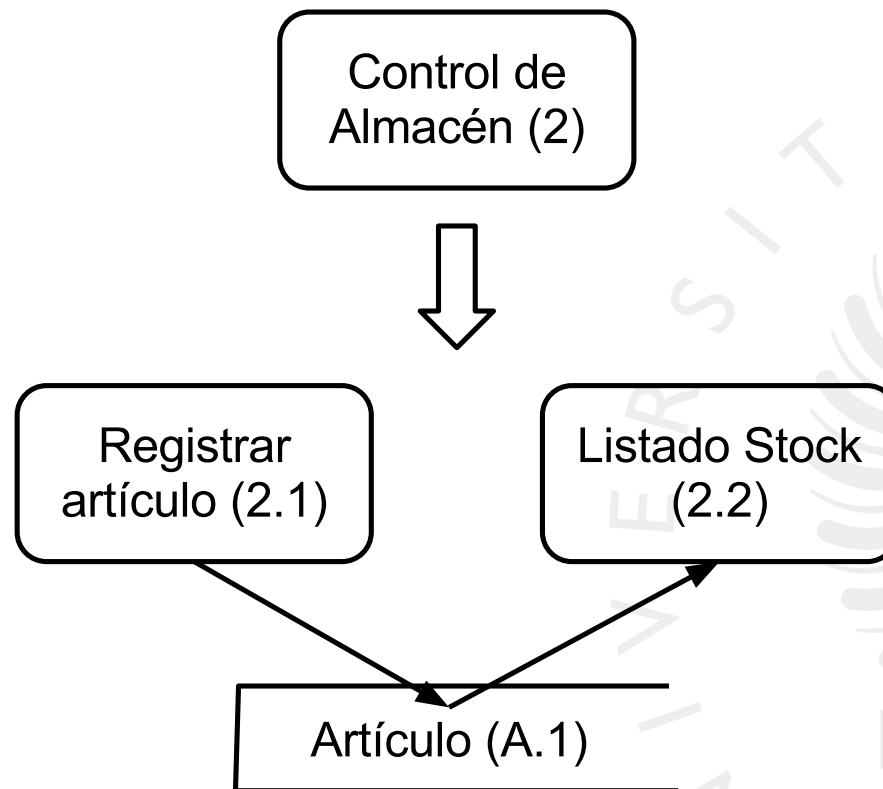 Control de
Almacén (2)
Registrar
artículo (2.1)
Listado Stock
(2.2)
Artículo (A.1)
V E R S I T